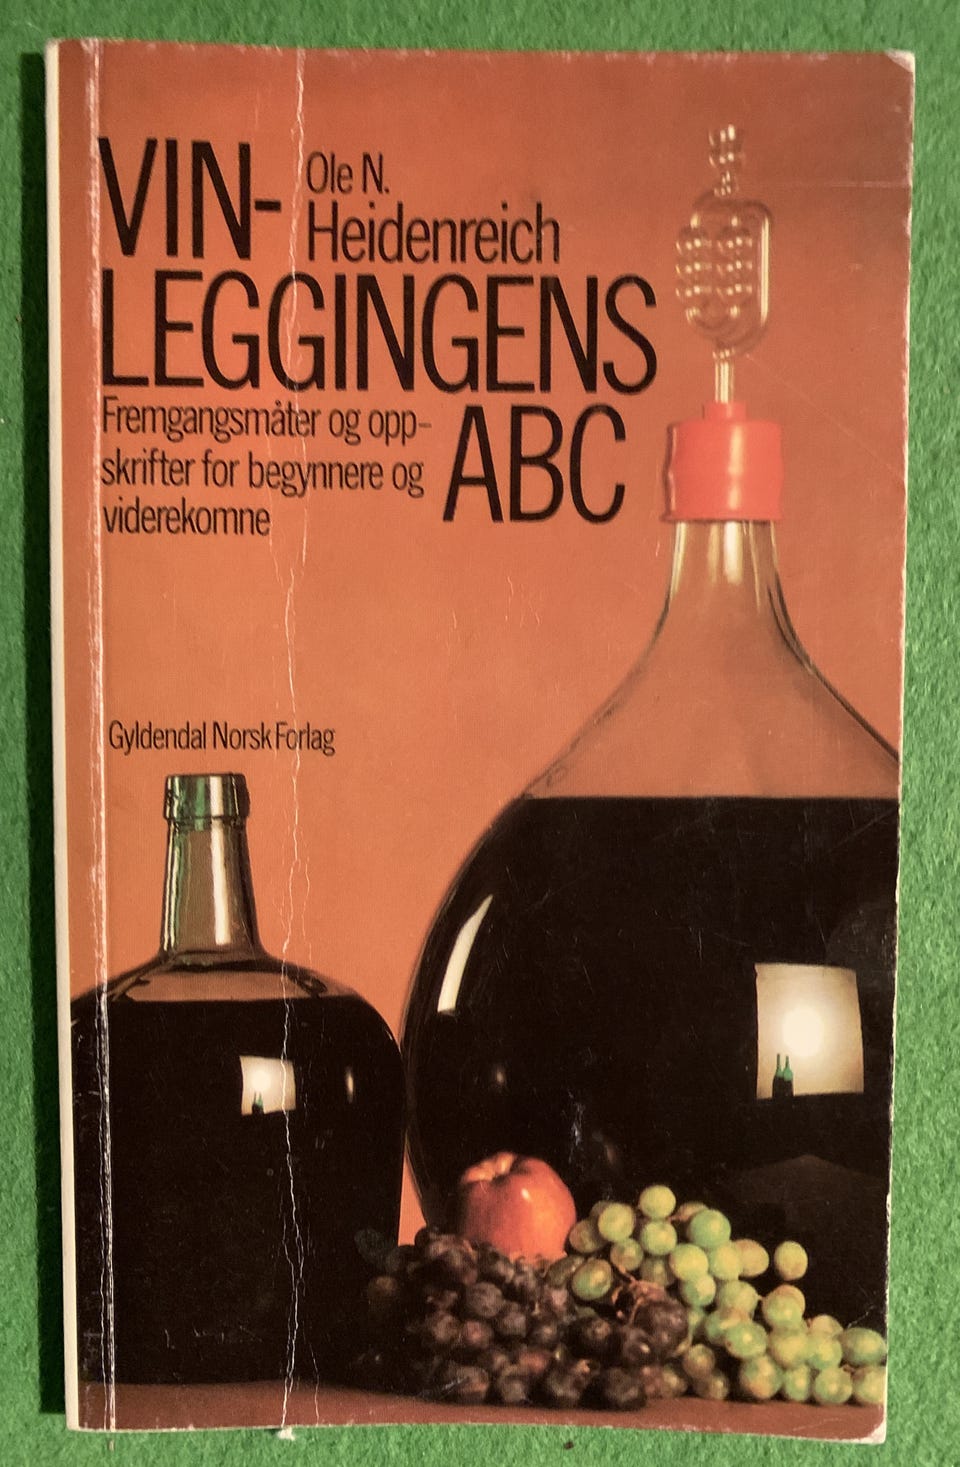 VIN-
Ole N.
Heidenreich
LEGGINGENS
ABC
Fremgangsmåter og opp-
skrifter for begynnere og
viderekomne
Gyldendal Norsk Forlag